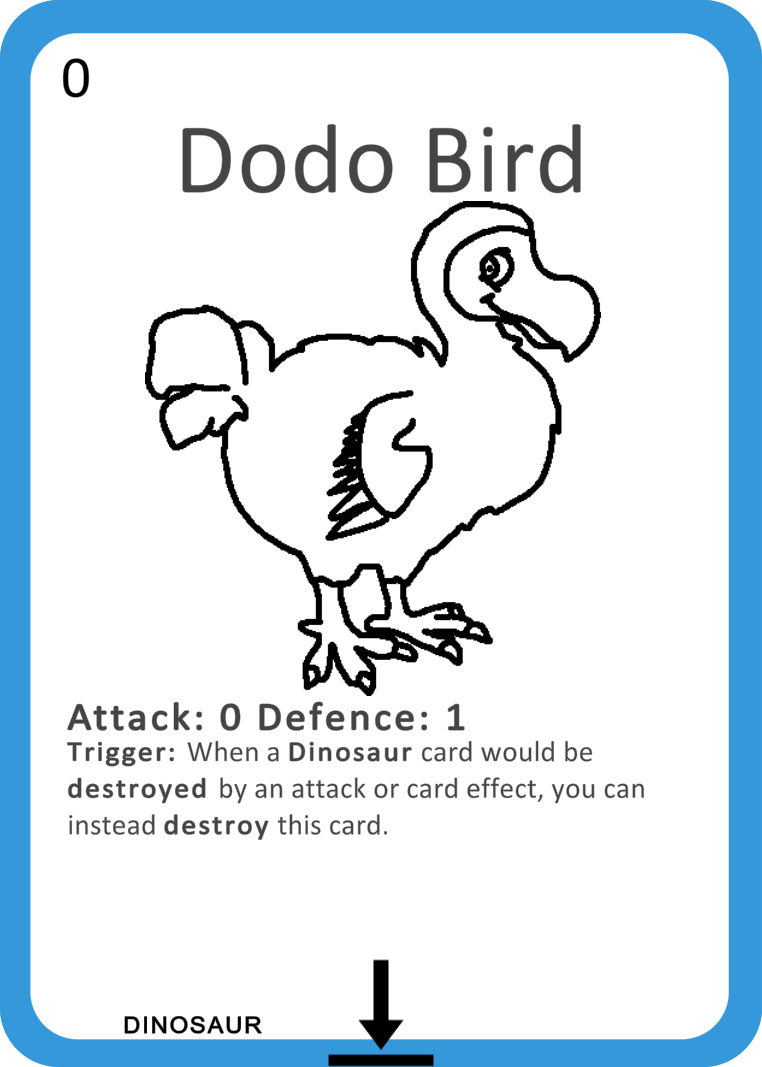 0
Dodo Bird
Attack: 0 Defence: 1
Trigger: When a Dinosaur card would be
destroyed by an attack or card effect, you can
instead destroy this card.
DINOSAUR